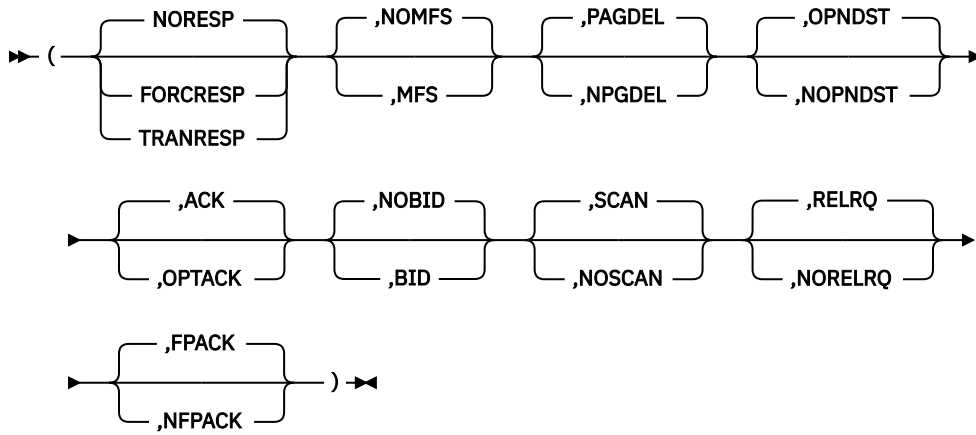 NORESP ,NOMFS ,PAGDEL ,OPNDST
(
FORCRESP ,MFS ,NPGDEL ,NOPNDST
TRANRESP
,ACK ,NOBID ,SCAN ,RELRQ
,OPTACK ,BID ,NOSCAN ,NORELRQ
,FPACK
)
,NFPACK